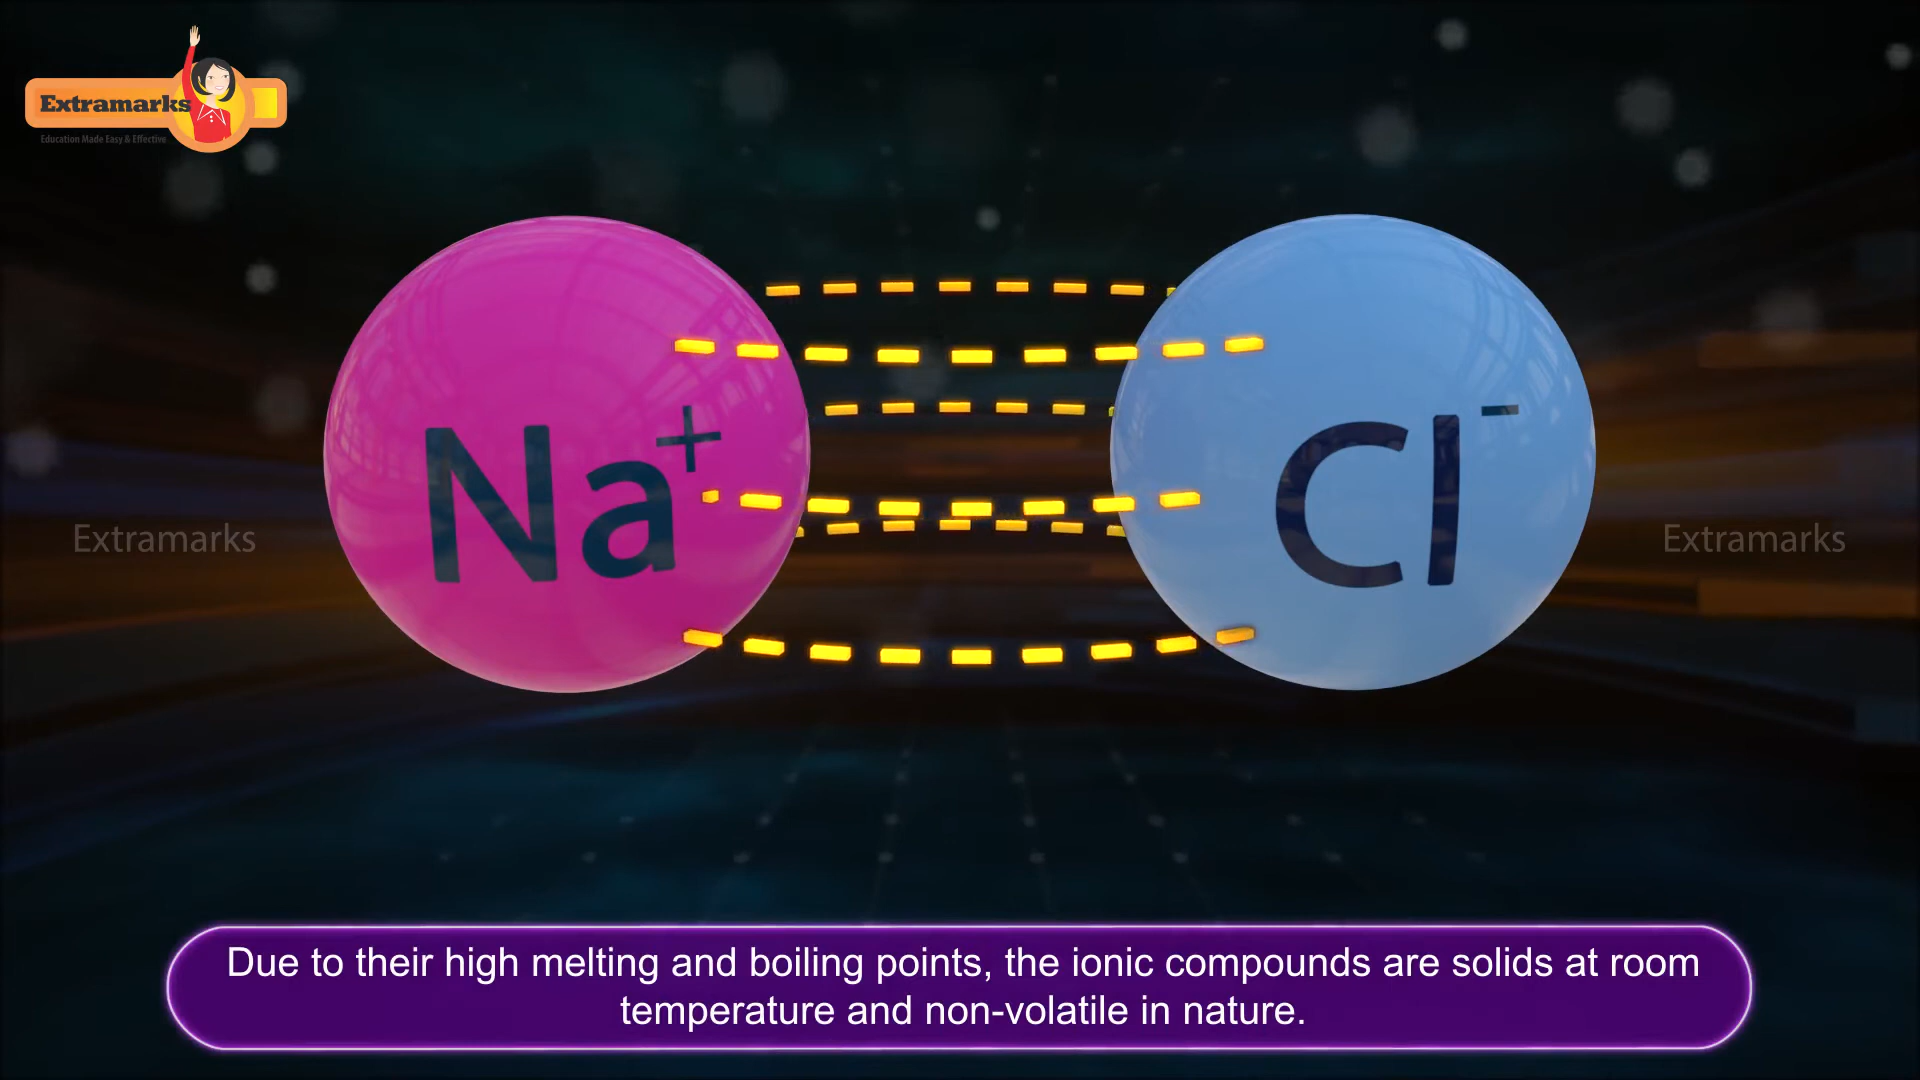 Extramarks
Education Made Easy & Effective
Na⁺
Cl⁻
Extramarks
Extramarks
Due to their high melting and boiling points, the ionic compounds are solids at room
temperature and non-volatile in nature.